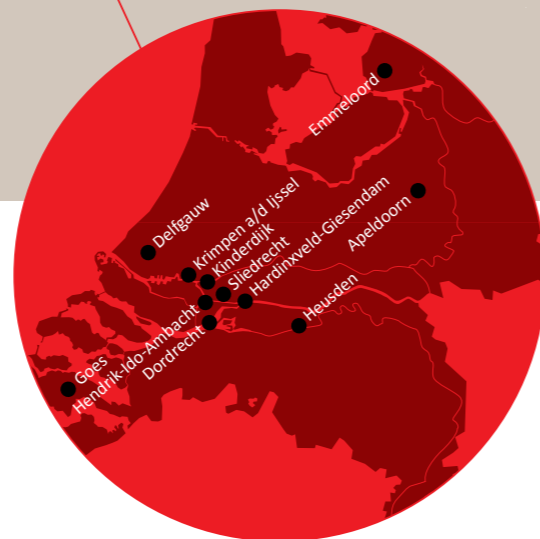 Emmeloord
Apeldoorn
Delfgauw
Krimpen a/d Ijssel
Kinderdijk
Sliedrecht
Hardinxveld-Giesendam
Heusden
Hendrik-Ido-Ambacht
Dordrecht
Goes